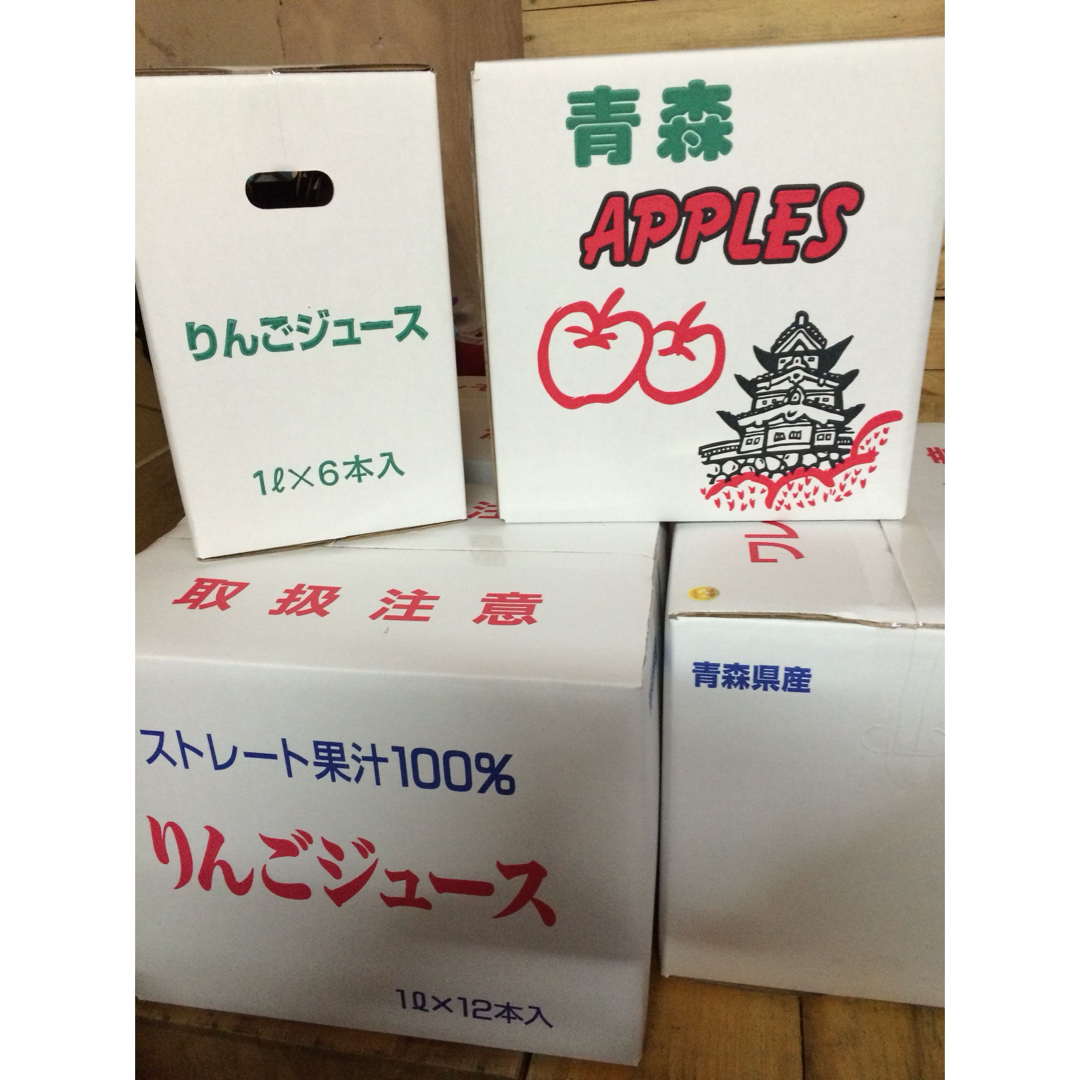 りんごジュース
1ℓ×6本入
青森
APPLES
取扱注意
ストレート果汁100%
りんごジュース
1ℓ×12本入
ワレ
青森県産